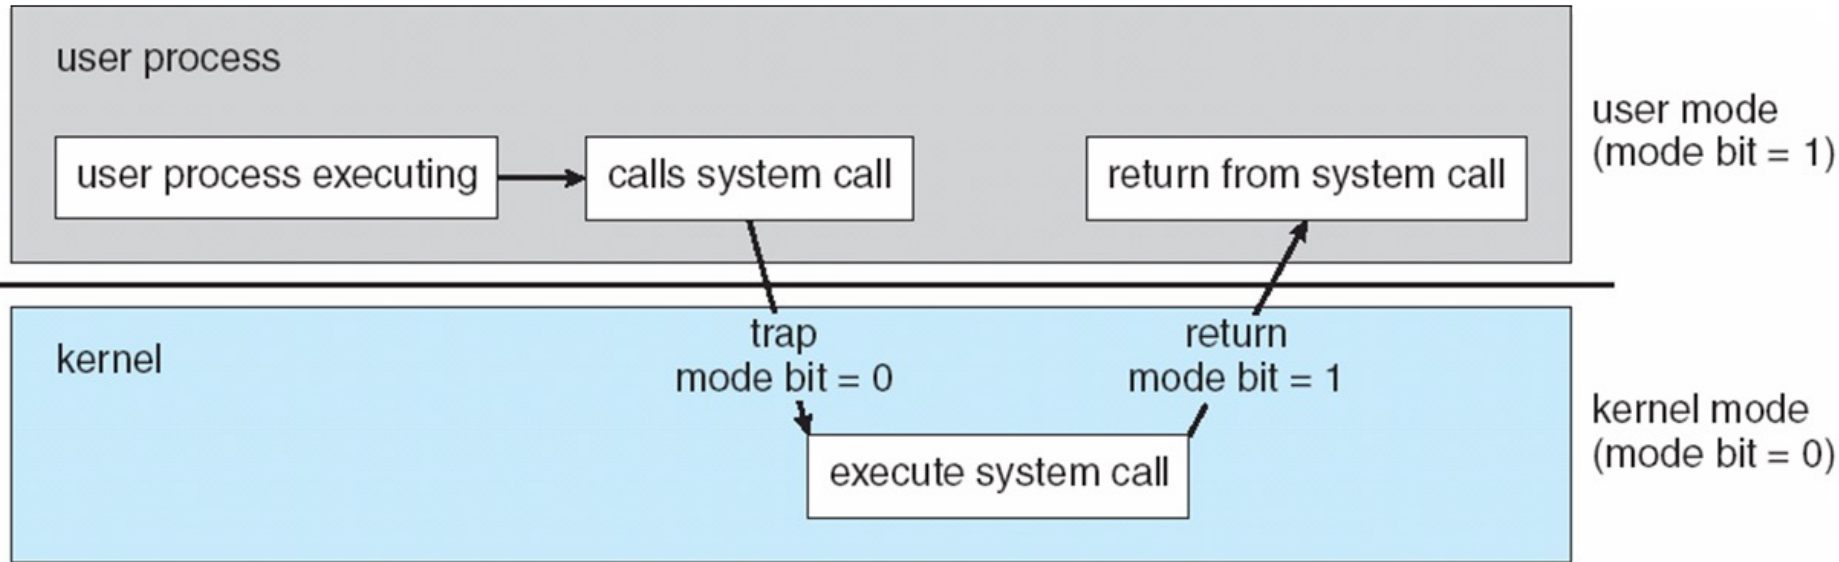 user process
user process executing
calls system call
return from system call
user mode
(mode bit = 1)
kernel
trap
mode bit = 0
return
mode bit = 1
execute system call
kernel mode
(mode bit = 0)